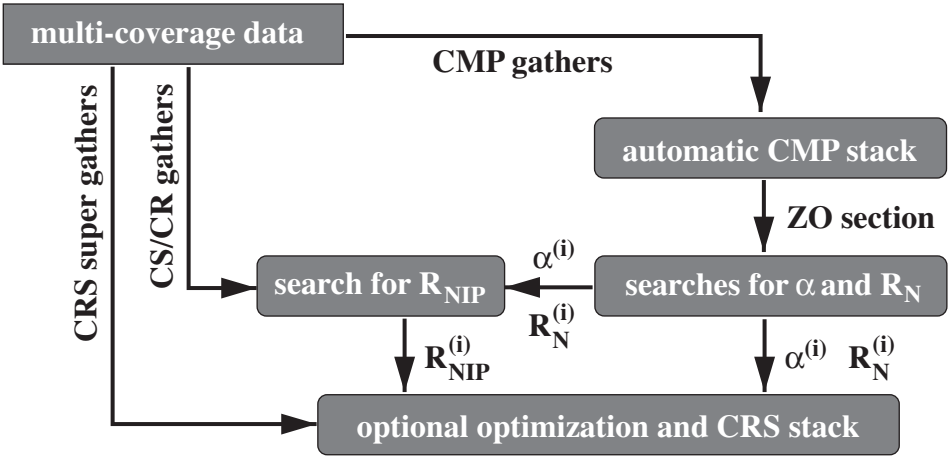 multi-coverage data
CMP gathers
CRS super gathers
CS/CR gathers
automatic CMP stack
ZO section
search for R_NIP
α^(i)
R_N^(i)
searches for α and R_N
R_NIP^(i)
α^(i) R_N^(i)
optional optimization and CRS stack